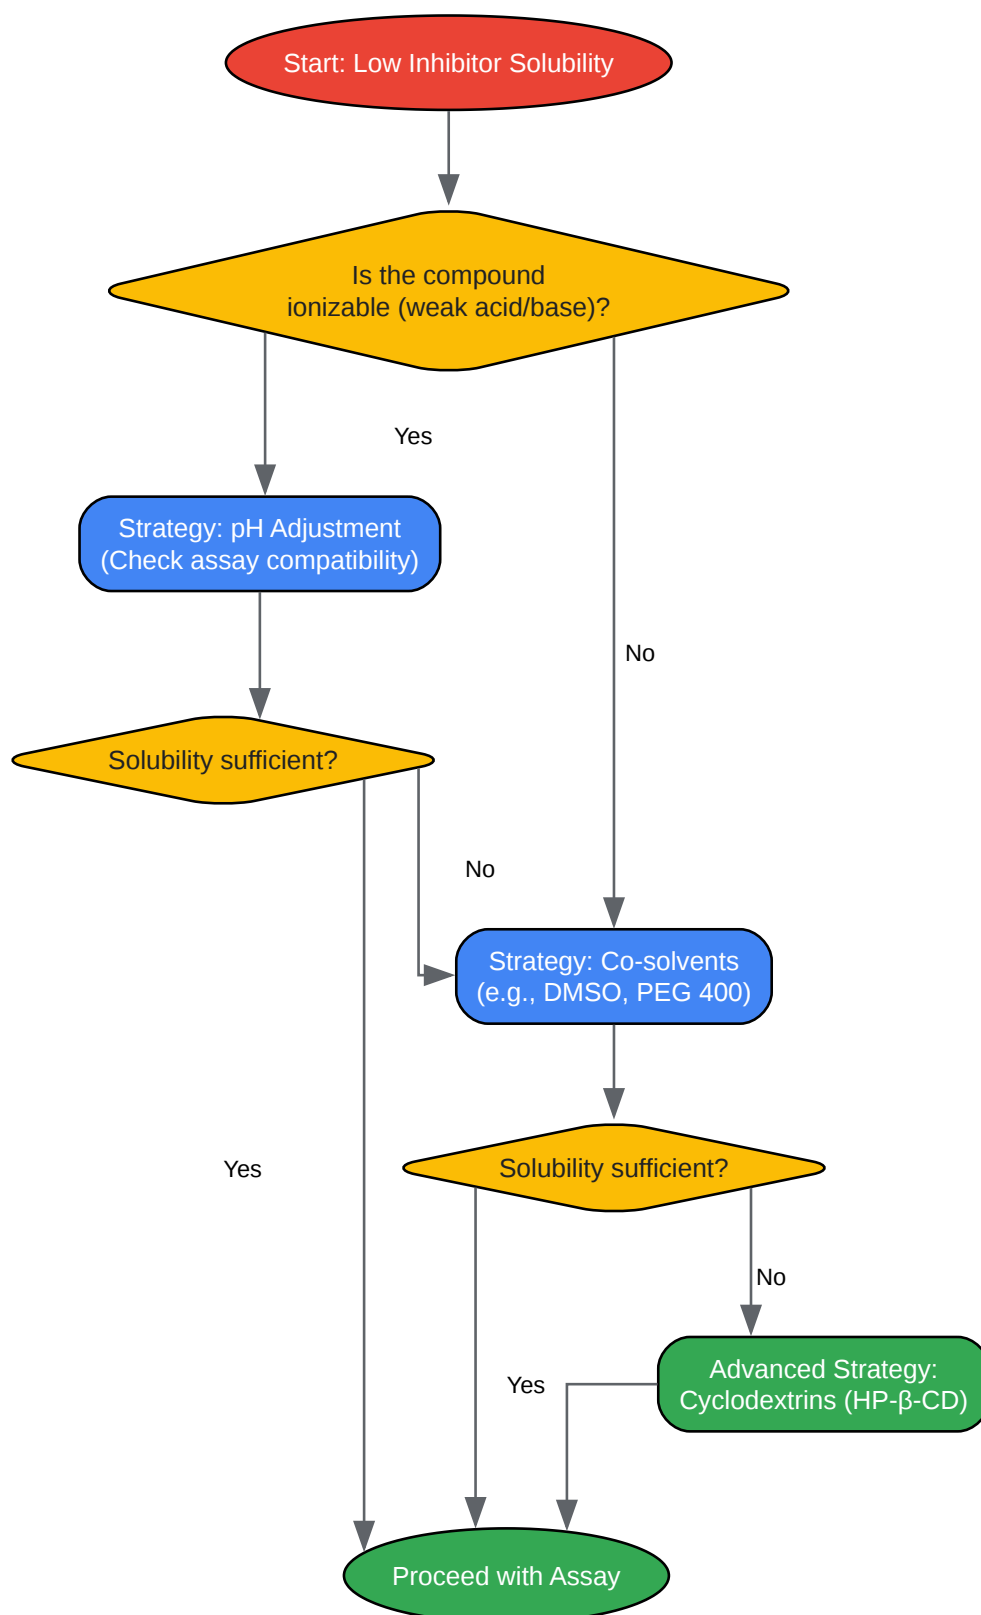 Start: Low Inhibitor Solubility
Is the compound
ionizable (weak acid/base)?
Yes
Strategy: pH Adjustment
(Check assay compatibility)
No
Solubility sufficient?
No
Strategy: Co-solvents
(e.g., DMSO, PEG 400)
Yes
Solubility sufficient?
No
Advanced Strategy:
Cyclodextrins (HP-β-CD)
Yes
Proceed with Assay